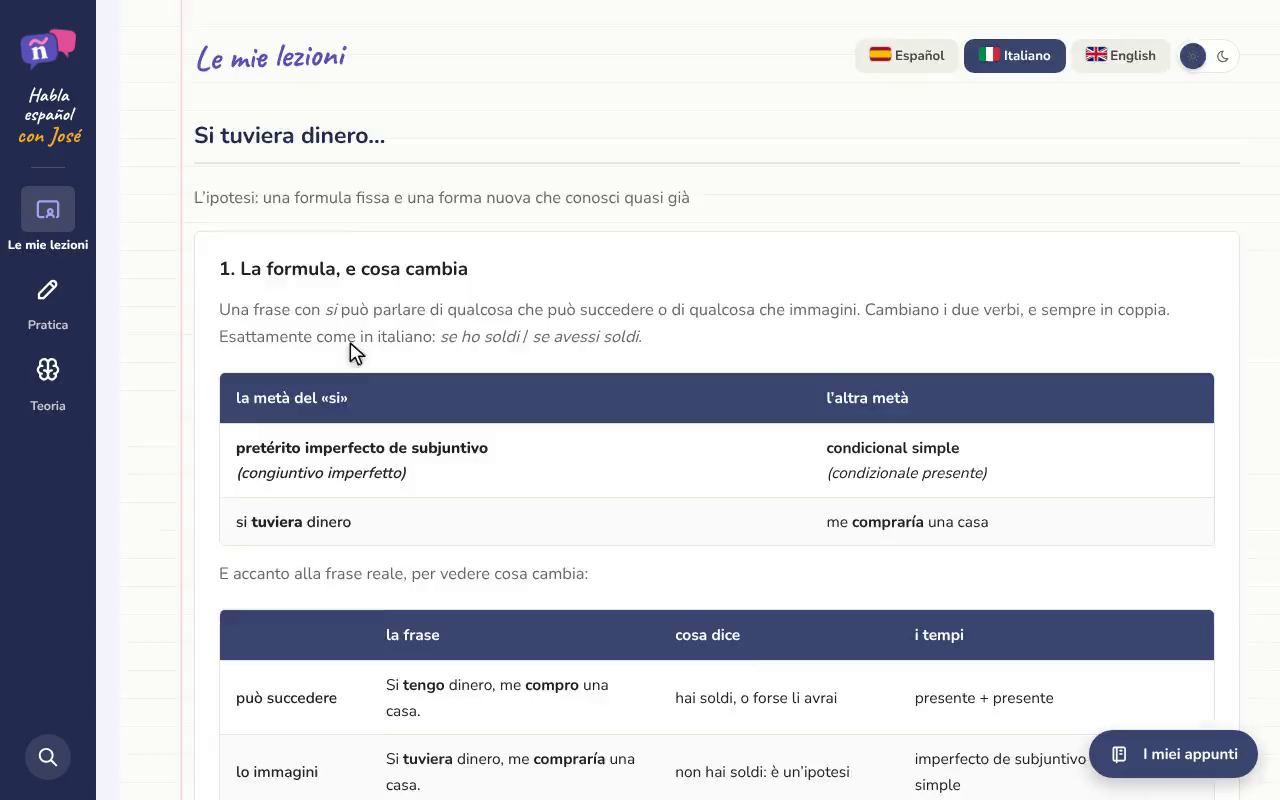 ñ
Habla
español
con José
Le mie lezioni
Pratica
Teoria
Le mie lezioni
Español
Italiano
English
Si tuviera dinero...
L'ipotesi: una formula fissa e una forma nuova che conosci quasi già
1. La formula, e cosa cambia
Una frase con si può parlare di qualcosa che può succedere o di qualcosa che immagini. Cambiano i due verbi, e sempre in coppia.
Esattamente come in italiano: se ho soldi / se avessi soldi.
la metà del «si» l'altra metà
pretérito imperfecto de subjuntivo condicional simple
(congiuntivo imperfetto) (condizionale presente)
si tuviera dinero me compraría una casa
E accanto alla frase reale, per vedere cosa cambia:
la frase cosa dice i tempi
può succedere Si tengo dinero, me compro una casa. hai soldi, o forse li avrai presente + presente
lo immagini Si tuviera dinero, me compraría una casa. non hai soldi: è un'ipotesi imperfecto de subjuntivo simple
I miei appunti